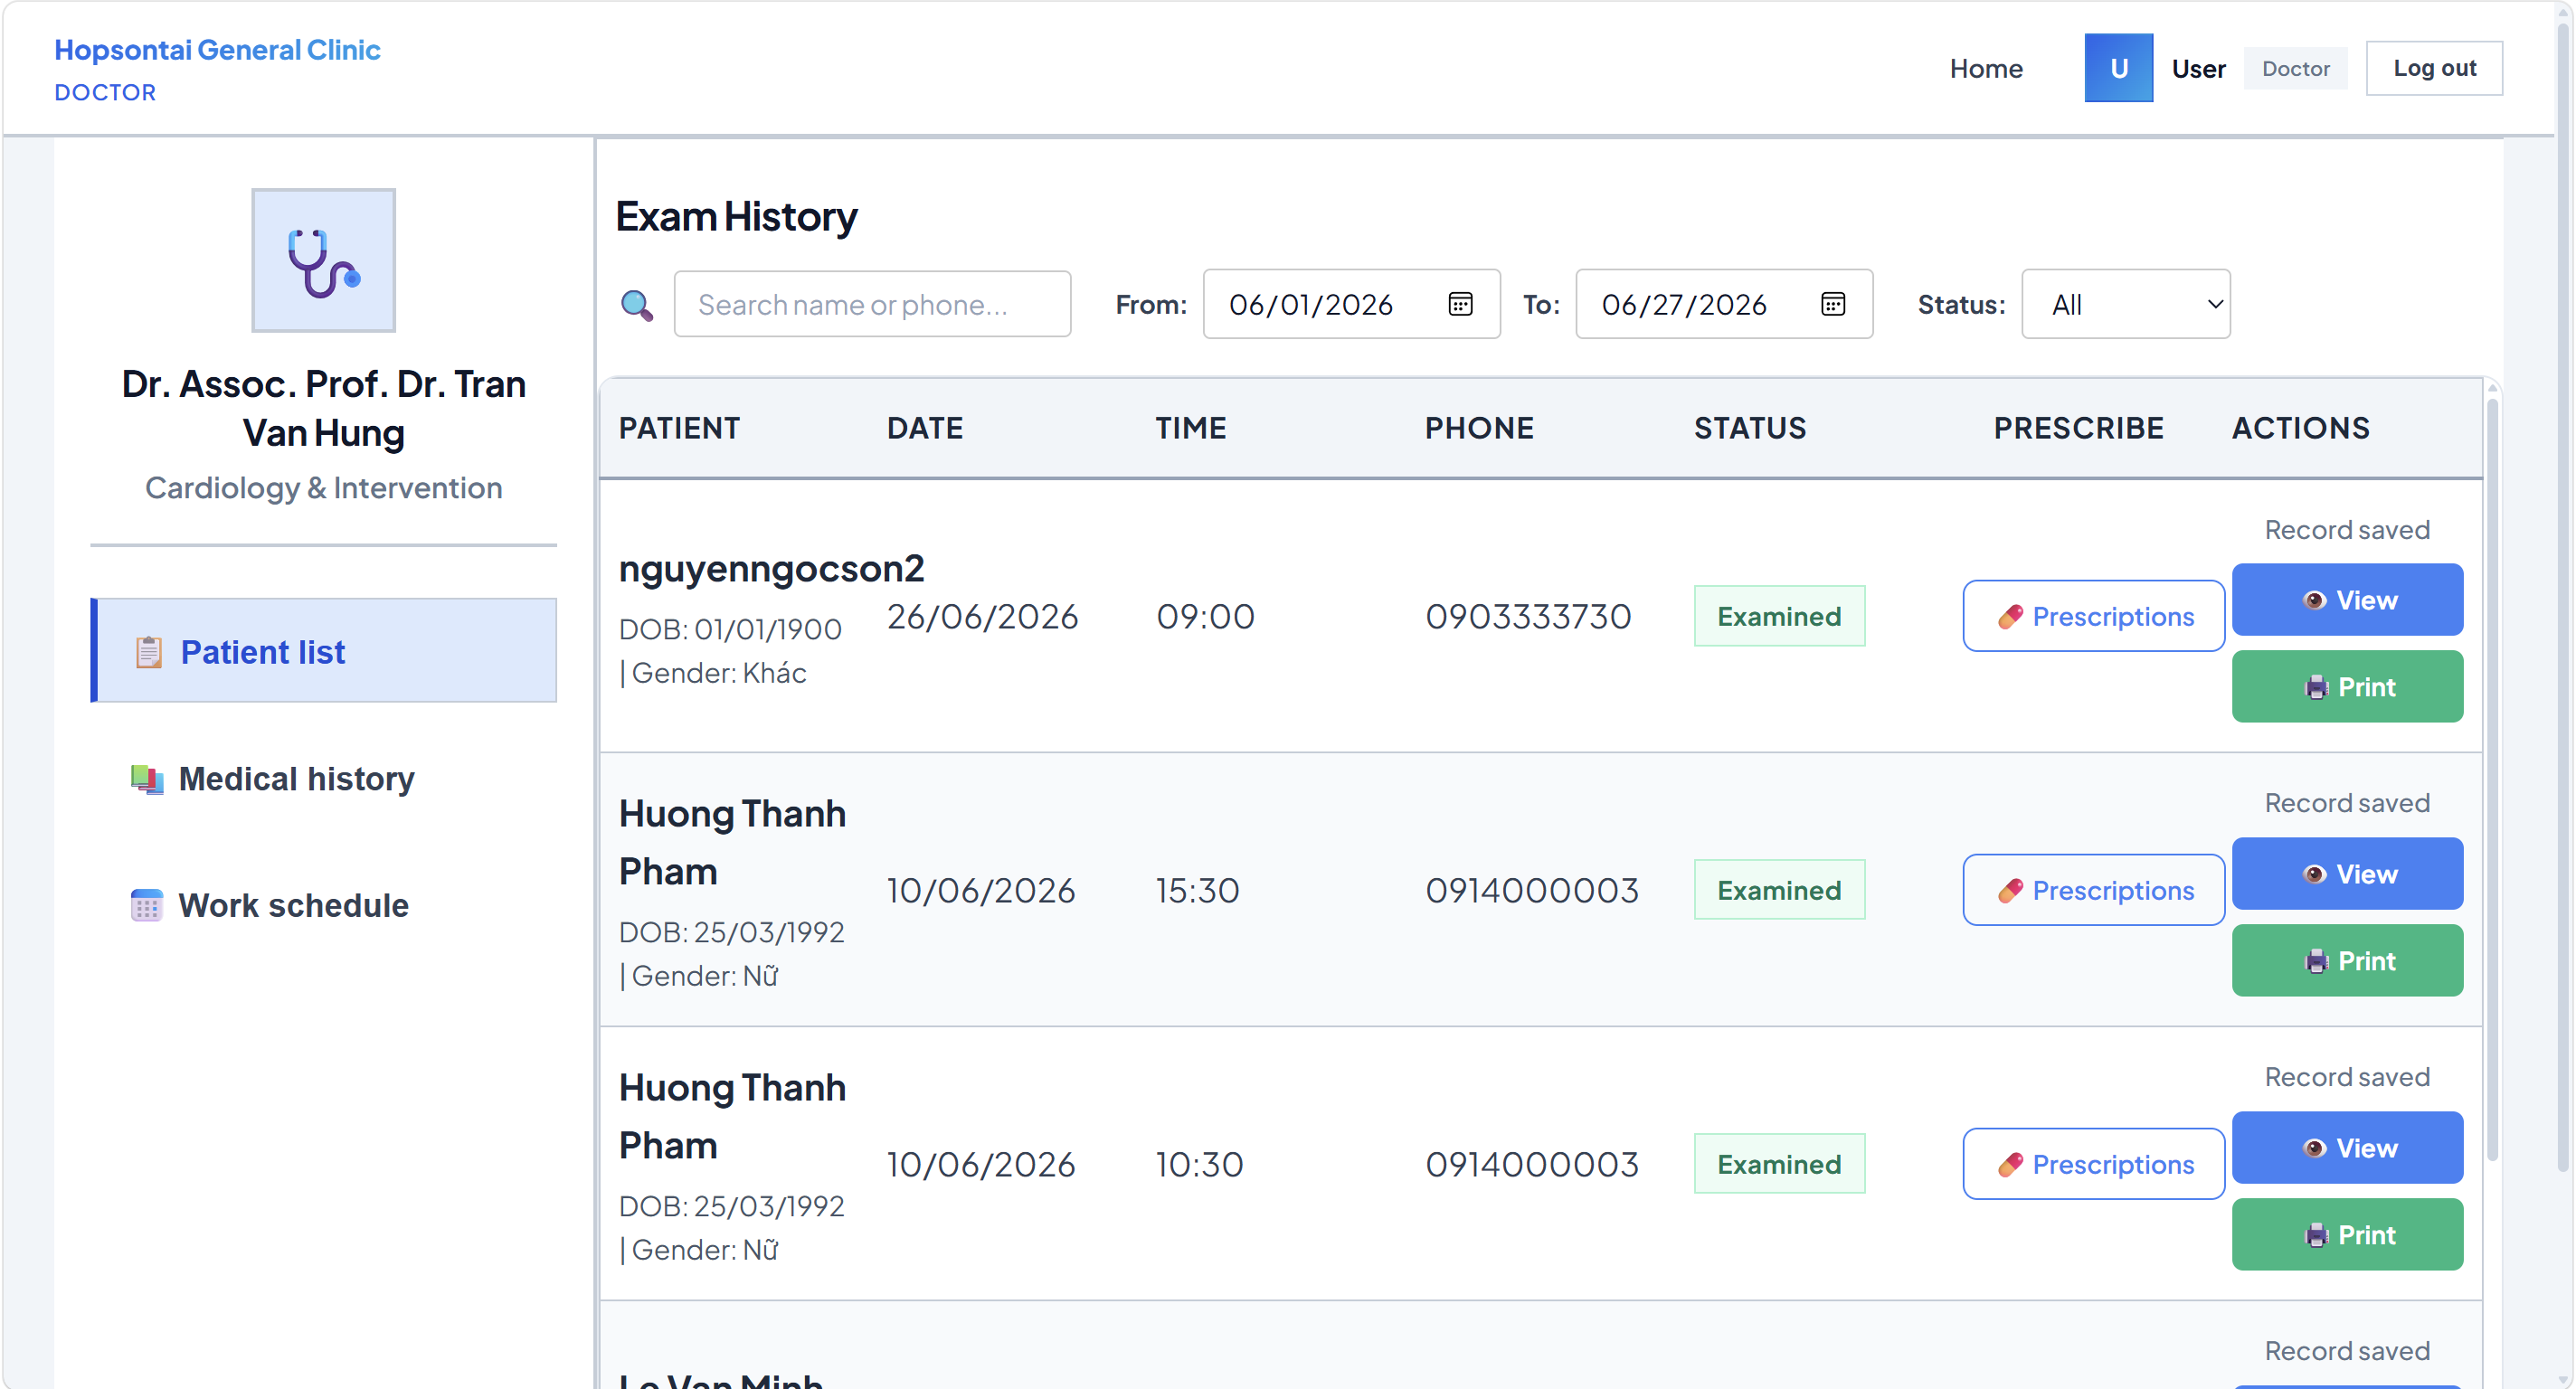 Hopsontai General Clinic
DOCTOR
Home
U
User
Doctor
Log out
Dr. Assoc. Prof. Dr. Tran
Van Hung
Cardiology & Intervention
Patient list
Medical history
Work schedule
Exam History
Search name or phone...
From:
06/01/2026
To:
06/27/2026
Status:
All
PATIENT DATE TIME PHONE STATUS PRESCRIBE ACTIONS
nguyenngocson2
DOB: 01/01/1900
| Gender: Khác
26/06/2026
09:00
0903333730
Examined
Prescriptions
Record saved
View
Print
Huong Thanh
Pham
DOB: 25/03/1992
| Gender: Nữ
10/06/2026
15:30
0914000003
Examined
Prescriptions
Record saved
View
Print
Huong Thanh
Pham
DOB: 25/03/1992
| Gender: Nữ
10/06/2026
10:30
0914000003
Examined
Prescriptions
Record saved
View
Print
Le Van Minh
Record saved